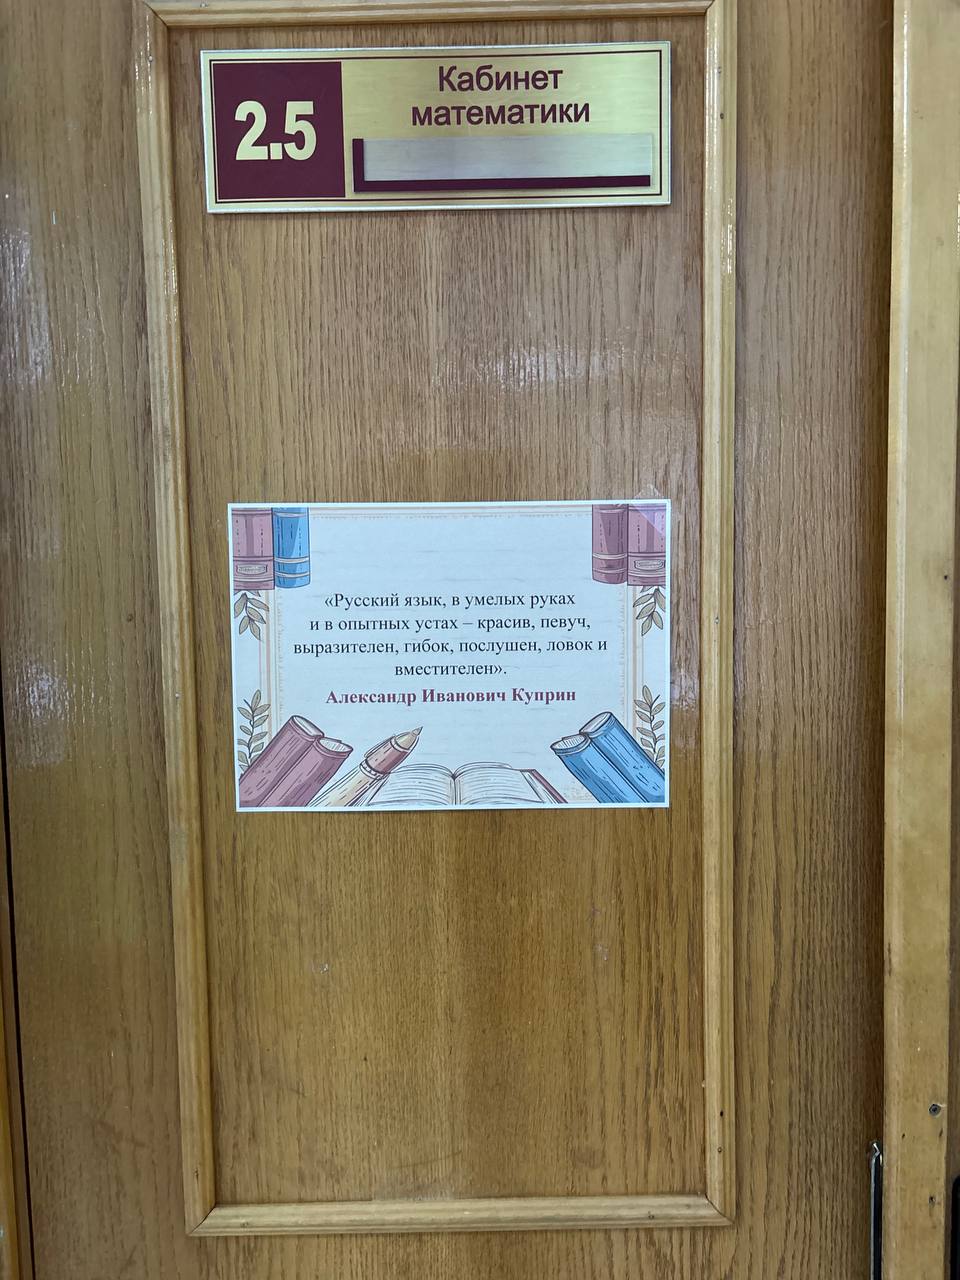 2.5
Кабинет
математики
«Русский язык, в умелых руках
и в опытных устах – красив, певуч,
выразителен, гибок, послушен, ловок и
вместителен».
Александр Иванович Куприн